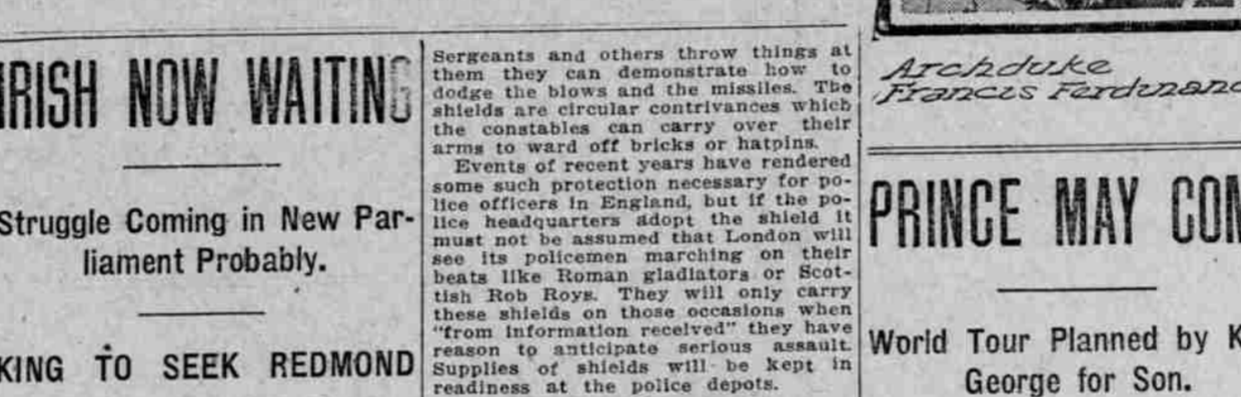 IRISH NOW WAITING
Struggle Coming in New Par-
liament Probably.
KING TO SEEK REDMOND
Sergeants and others throw things at
them they can demonstrate how to
dodge the blows and the missiles. The
shields are circular contrivances which
the constables can carry over their
arms to ward off bricks or hatpins.
Events of recent years have rendered
some such protection necessary for po-
lice officers in England, but if the po-
lice headquarters adopt the shield it
must not be assumed that London will
see its policemen marching on their
beats like Roman gladiators or Scot-
tish Rob Roys. They will only carry
these shields on those occasions when
"from information received" they have
reason to anticipate serious assault.
Supplies of shields will be kept in
readiness at the police depots.
Archduke
Francis Ferdinand
PRINCE MAY
World Tour Planned by
George for Son.